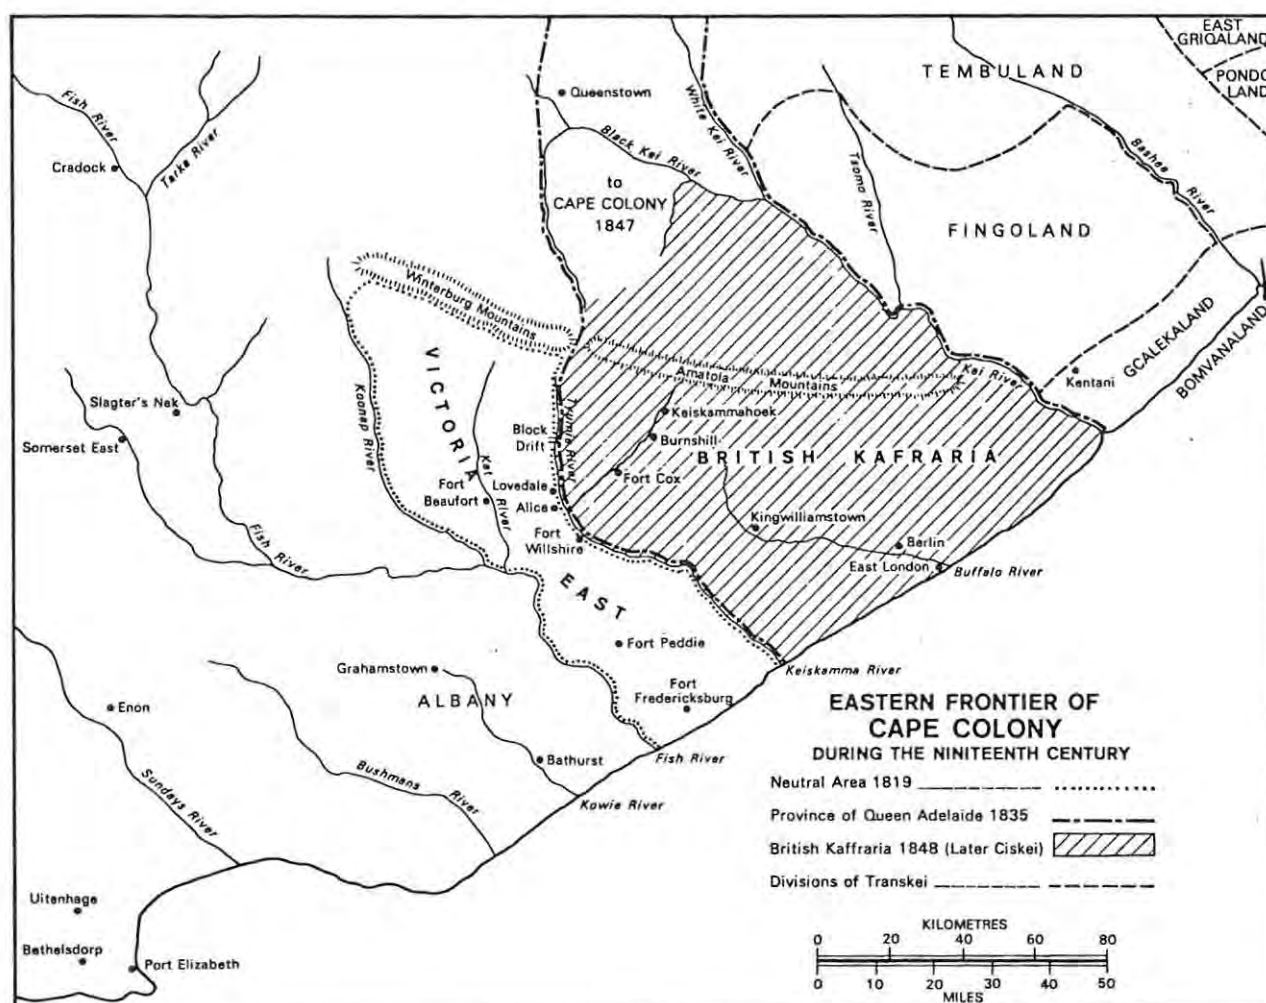 EAST
GRIQALAND
TEMBULAND
PONDO
LAND
Fish River
Queenstown
White Kei River
Tarka River
Black Kei River
Bashee River
Cradock
Tsomo River
to
CAPE COLONY
1847
FINGOLAND
Winterburg Mountains
GCALEKALAND
BOMVANALAND
VICTORIA
Amatola Mountains
Kei River
Kentani
Slagter's Nek
Koonap River
Tyumie River
Keiskammahoek
Somerset East
Block
Drift
Burnshill
BRITISH KAFRARIA
Kat River
Fort Cox
Fort
Beaufort
Lovedale
Alice
Kingwilliamstown
Fort
Willshire
Berlin
East London
Buffalo River
Fish River
EAST
Fort Peddie
Grahamstown
Keiskamma River
ALBANY
Fort
Fredericksburg
Enon
Bathurst
Fish River
Sundays River
Bushmans River
Kowie River
EASTERN FRONTIER OF
CAPE COLONY
DURING THE NINITEENTH CENTURY
Neutral Area 1819
Province of Queen Adelaide 1835
British Kaffraria 1848 (Later Ciskei)
Divisions of Transkei
Uitenhage
Bethelsdorp
Port Elizabeth
KILOMETRES
0 20 40 60 80
0 10 20 30 40 50
MILES